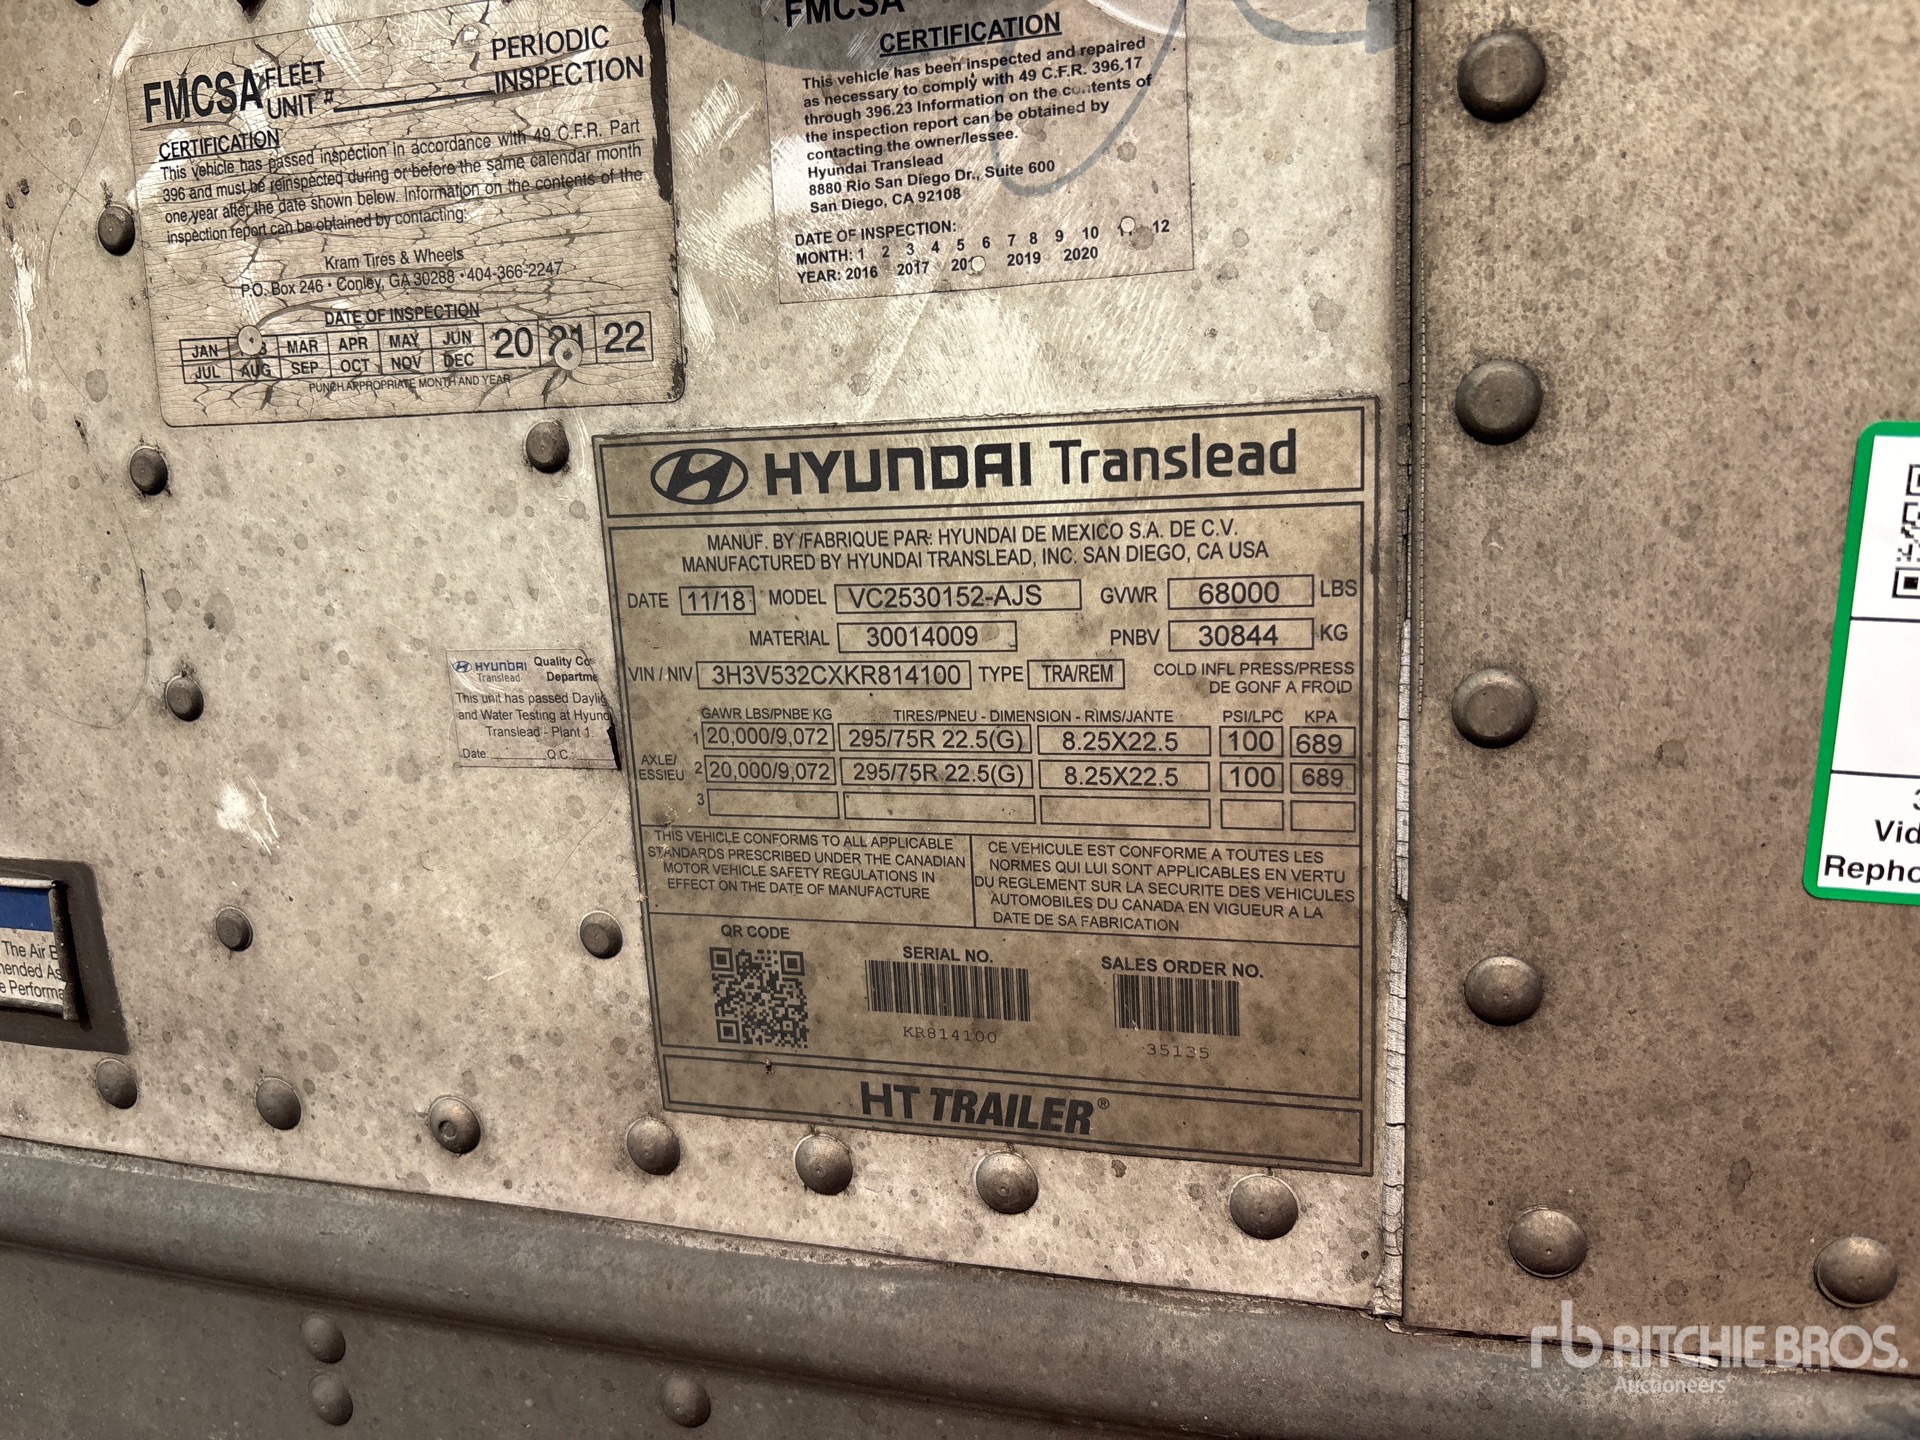 FMCSA FLEET UNIT # PERIODIC INSPECTION
CERTIFICATION
This vehicle has passed inspection in accordance with 49 C.F.R. Part
396 and must be reinspected during or before the same calendar month
one year after the date shown below. Information on the contents of the
inspection report can be obtained by contacting:
Kram Tires & Wheels
P.O. Box 246 • Conley, GA 30288 • 404-366-2247
DATE OF INSPECTION
JAN MAR APR MAY JUN 20 21 22
JUL AUG SEP OCT NOV DEC
PUNCH APPROPRIATE MONTH AND YEAR
FMCSA
CERTIFICATION
This vehicle has been inspected and repaired
as necessary to comply with 49 C.F.R. 396.17
through 396.23 Information on the contents of
the inspection report can be obtained by
contacting the owner/lessee.
Hyundai Translead
8880 Rio San Diego Dr., Suite 600
San Diego, CA 92108
DATE OF INSPECTION:
MONTH: 1 2 3 4 5 6 7 8 9 10 12
YEAR: 2016 2017 2019 2020
HYUNDAI Translead
MANUF. BY /FABRIQUE PAR: HYUNDAI DE MEXICO S.A. DE C.V.
MANUFACTURED BY HYUNDAI TRANSLEAD, INC. SAN DIEGO, CA USA
DATE 11/18 MODEL VC2530152-AJS GVWR 68000 LBS
MATERIAL 30014009 PNBV 30844 KG
VIN / NIV 3H3V532CXKR814100 TYPE TRA/REM COLD INFL PRESS/PRESS
DE GONF A FROID
GAWR LBS/PNBE KG TIRES/PNEU - DIMENSION - RIMS/JANTE PSI/LPC KPA
1 20,000/9,072 295/75R 22.5(G) 8.25X22.5 100 689
AXLE/
ESSIEU 2 20,000/9,072 295/75R 22.5(G) 8.25X22.5 100 689
3
THIS VEHICLE CONFORMS TO ALL APPLICABLE
STANDARDS PRESCRIBED UNDER THE CANADIAN
MOTOR VEHICLE SAFETY REGULATIONS IN
EFFECT ON THE DATE OF MANUFACTURE
CE VEHICULE EST CONFORME A TOUTES LES
NORMES QUI LUI SONT APPLICABLES EN VERTU
DU REGLEMENT SUR LA SECURITE DES VEHICULES
AUTOMOBILES DU CANADA EN VIGUEUR A LA
DATE DE SA FABRICATION
QR CODE
SERIAL NO.
KR814100
SALES ORDER NO.
35135
HT TRAILER®
HYUNDAI Translead Quality Co
Departme
This unit has passed Daylig
and Water Testing at Hyund
Translead - Plant 1.
Date: Q.C.
The Air
mended As
e Performa
Vid
Repho
rb RITCHIE BROS.
Auctioneers